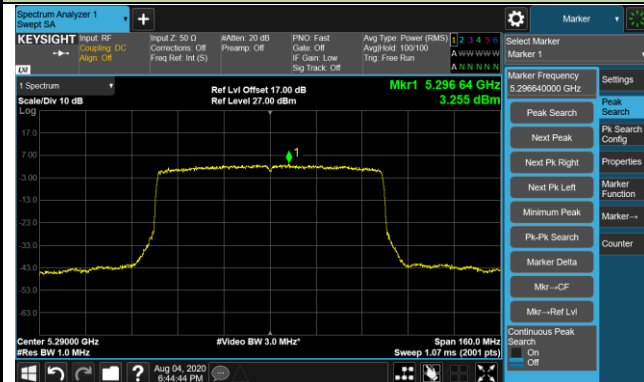 Spectrum Analyzer 1
Swept SA
Marker
KEYSIGHT
Input: RF
Coupling: DC
Align: Off
Input Z: 50 Ω
Corrections: Off
Freq Ref: Int (S)
#Atten: 20 dB
Preamp: Off
PNO: Fast
Gate: Off
IF Gain: Low
Sig Track: Off
Avg Type: Power (RMS)
Avg|Hold: 100/100
Trig: Free Run
1 2 3 4 5 6
A W W W W W
A N N N N N
LXI
Select Marker
Marker 1
1 Spectrum
Scale/Div 10 dB
Log
Ref Lvl Offset 17.00 dB
Ref Level 27.00 dBm
Mkr1 5.296 64 GHz
3.255 dBm
17.0
7.00
-3.00
-13.0
-23.0
-33.0
-43.0
-53.0
-63.0
1
Center 5.29000 GHz
#Res BW 1.0 MHz
#Video BW 3.0 MHz*
Span 160.0 MHz
Sweep 1.07 ms (2001 pts)
Marker Frequency
5.296640000 GHz
Peak Search
Next Peak
Next Pk Right
Next Pk Left
Minimum Peak
Pk-Pk Search
Marker Delta
Mkr→CF
Mkr→Ref Lvl
Continuous Peak
Search
On
Off
Settings
Peak
Search
Pk Search
Config
Properties
Marker
Function
Marker→
Counter
Aug 04, 2020
6:44:44 PM